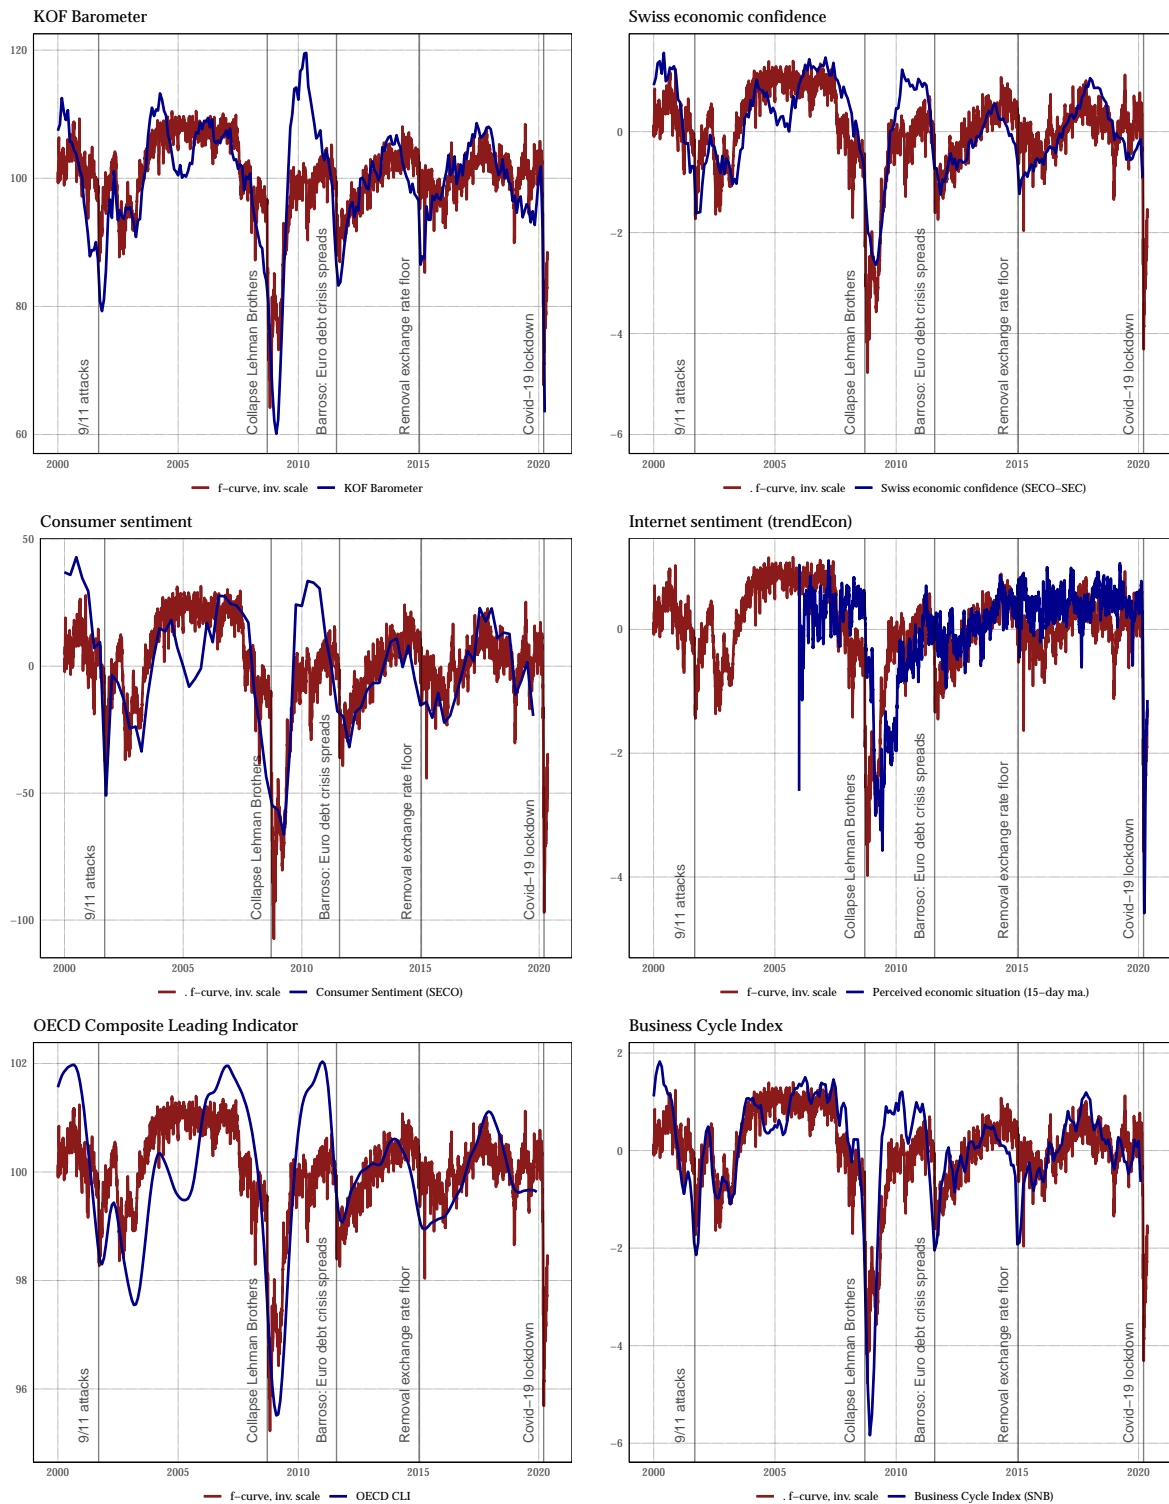 KOF Barometer
120
100
80
60
9/11 attacks
Collapse Lehman Brothers
Barroso: Euro debt crisis spreads
Removal exchange rate floor
Covid−19 lockdown
2000 2005 2010 2015 2020
f−curve, inv. scale KOF Barometer
Swiss economic confidence
0
−2
−4
−6
9/11 attacks
Collapse Lehman Brothers
Barroso: Euro debt crisis spreads
Removal exchange rate floor
Covid−19 lockdown
2000 2005 2010 2015 2020
. f−curve, inv. scale Swiss economic confidence (SECO−SEC)
Consumer sentiment
50
0
−50
−100
9/11 attacks
Collapse Lehman Brothers
Barroso: Euro debt crisis spreads
Removal exchange rate floor
Covid−19 lockdown
2000 2005 2010 2015 2020
. f−curve, inv. scale Consumer Sentiment (SECO)
Internet sentiment (trendEcon)
0
−2
−4
9/11 attacks
Collapse Lehman Brothers
Barroso: Euro debt crisis spreads
Removal exchange rate floor
Covid−19 lockdown
2000 2005 2010 2015 2020
f−curve, inv. scale Perceived economic situation (15−day ma.)
OECD Composite Leading Indicator
102
100
98
96
9/11 attacks
Collapse Lehman Brothers
Barroso: Euro debt crisis spreads
Removal exchange rate floor
Covid−19 lockdown
2000 2005 2010 2015 2020
f−curve, inv. scale OECD CLI
Business Cycle Index
2
0
−2
−4
−6
9/11 attacks
Collapse Lehman Brothers
Barroso: Euro debt crisis spreads
Removal exchange rate floor
Covid−19 lockdown
2000 2005 2010 2015 2020
. f−curve, inv. scale Business Cycle Index (SNB)